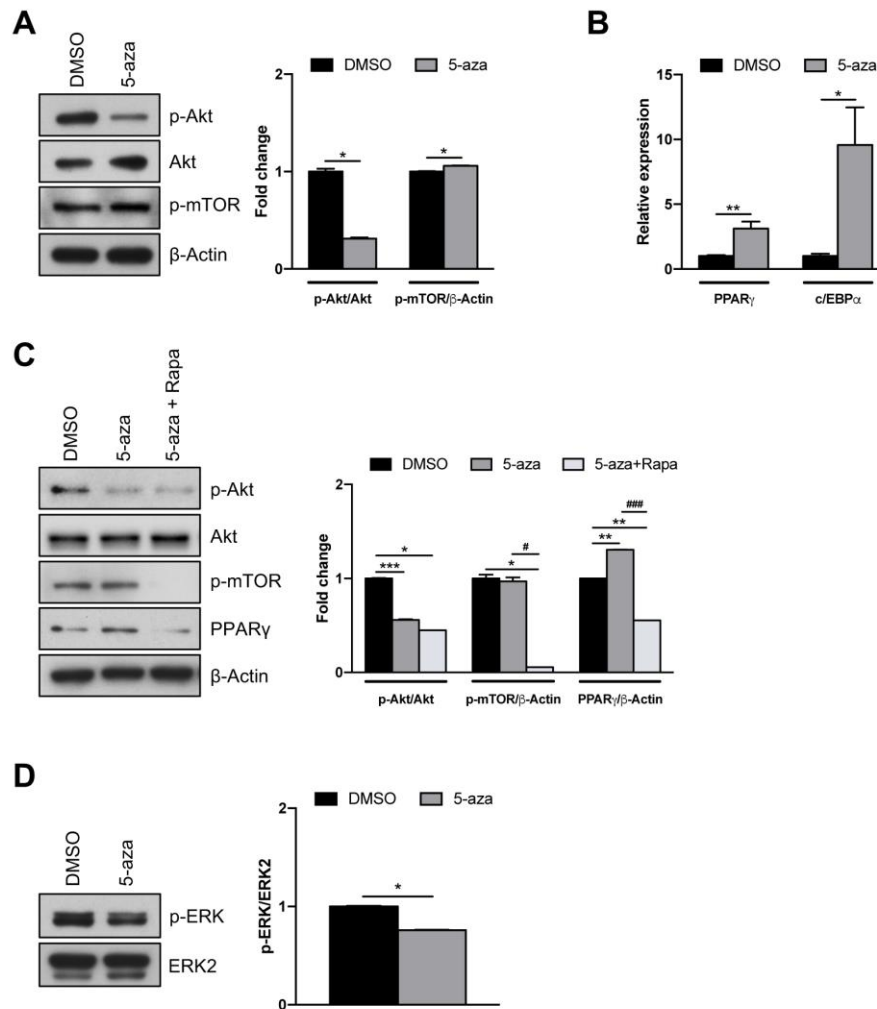 A
DMSO
5-aza
p-Akt
Akt
p-mTOR
β-Actin
DMSO 5-aza
Fold change
2
1
0
*
*
p-Akt/Akt p-mTOR/β-Actin
B
DMSO 5-aza
Relative expression
15
10
5
0
**
*
PPARγ c/EBPα
C
DMSO
5-aza
5-aza + Rapa
p-Akt
Akt
p-mTOR
PPARγ
β-Actin
DMSO 5-aza 5-aza+Rapa
Fold change
2
1
0
*
***
#
*
###
**
**
p-Akt/Akt p-mTOR/β-Actin PPARγ/β-Actin
D
DMSO
5-aza
p-ERK
ERK2
DMSO 5-aza
p-ERK/ERK2
2
1
0
*